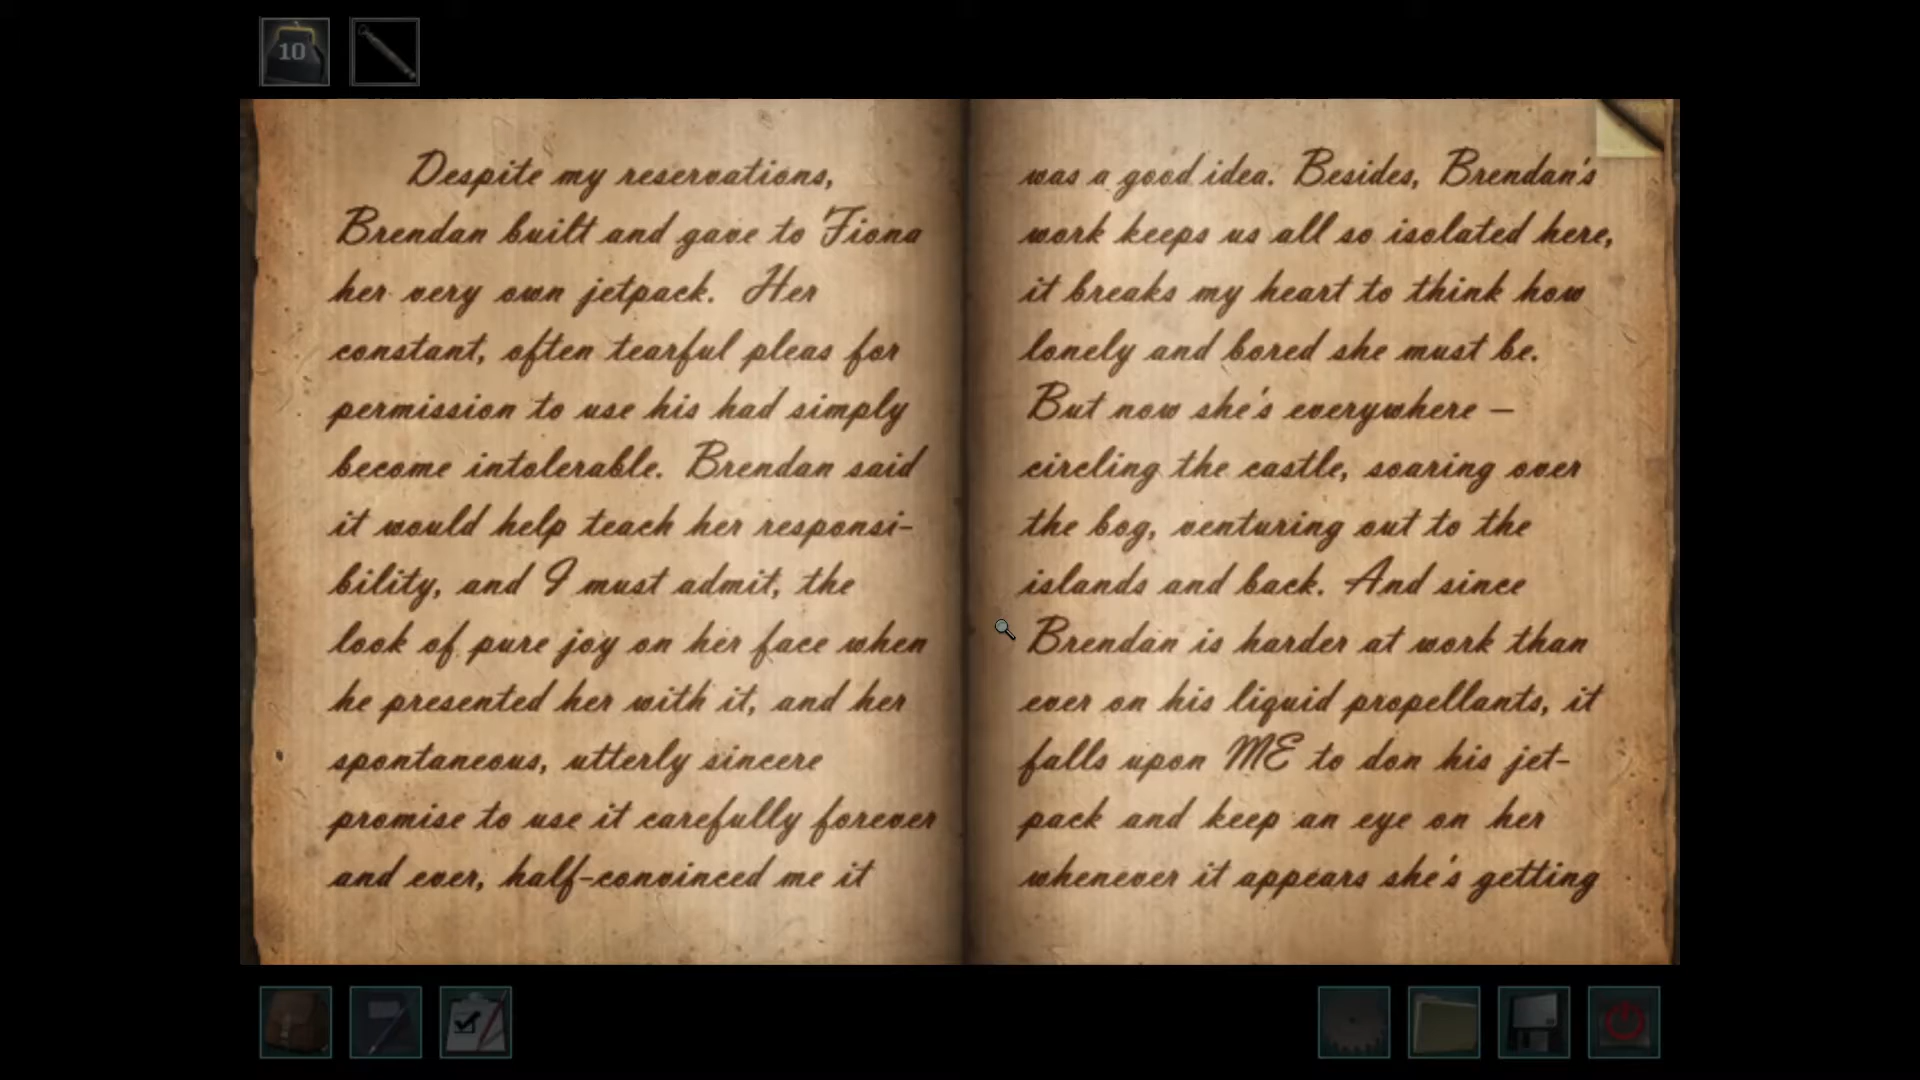 10
Despite my reservations,
Brendan built and gave to Fiona
her very own jetpack. Her
constant, often tearful pleas for
permission to use his had simply
become intolerable. Brendan said
it would help teach her responsi-
bility, and I must admit, the
look of pure joy on her face when
he presented her with it, and her
spontaneous, utterly sincere
promise to use it carefully forever
and ever, half-convinced me it
was a good idea. Besides, Brendan's
work keeps us all so isolated here,
it breaks my heart to think how
lonely and bored she must be.
But now she's everywhere –
circling the castle, soaring over
the bog, venturing out to the
islands and back. And since
Brendan is harder at work than
ever on his liquid propellants, it
falls upon ME to don his jet-
pack and keep an eye on her
whenever it appears she's getting